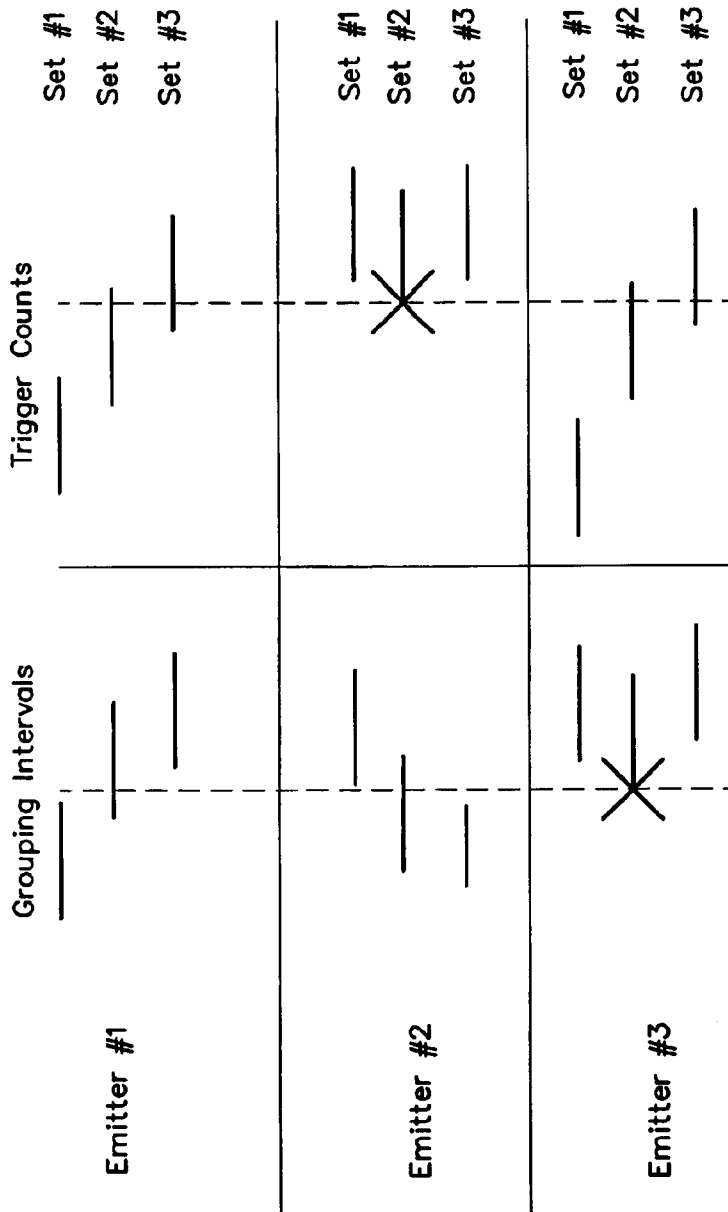 Grouping Intervals
Trigger Counts
Emitter #1
Set #1
Set #2
Set #3
Emitter #2
Set #1
Set #2
Set #3
Emitter #3
Set #1
Set #2
Set #3